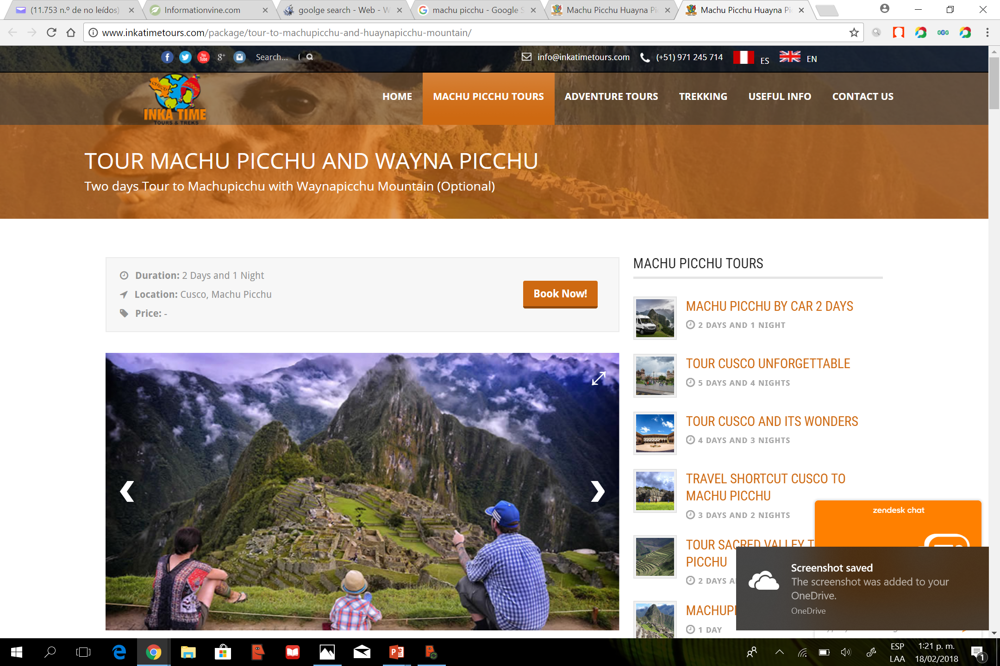 (11.753 n.º de no leídos)
Informationvine.com
goolge search - Web - W
machu picchu - Google S
Machu Picchu Huayna Pi
Machu Picchu Huayna Pi
www.inkatimetours.com/package/tour-to-machupicchu-and-huaynapicchu-mountain/
GGG
You Tube
g+
Search...
info@inkatimetours.com
(+51) 971 245 714
ES
EN
CUSCO
INKA TIME
TOURS & TREKS
HOME
MACHU PICCHU TOURS
ADVENTURE TOURS
TREKKING
USEFUL INFO
CONTACT US
TOUR MACHU PICCHU AND WAYNA PICCHU
Two days Tour to Machupicchu with Waynapicchu Mountain (Optional)
Duration: 2 Days and 1 Night
Location: Cusco, Machu Picchu
Price: -
Book Now!
MACHU PICCHU TOURS
MACHU PICCHU BY CAR 2 DAYS
2 DAYS AND 1 NIGHT
TOUR CUSCO UNFORGETTABLE
5 DAYS AND 4 NIGHTS
TOUR CUSCO AND ITS WONDERS
4 DAYS AND 3 NIGHTS
TRAVEL SHORTCUT CUSCO TO
MACHU PICCHU
3 DAYS AND 2 NIGHTS
TOUR SACRED VALLEY T
PICCHU
2 DAYS A
MACHUPI
1 DAY
zendesk chat
Screenshot saved
The screenshot was added to your
OneDrive.
OneDrive
ESP
LAA
1:21 p. m.
18/02/2018
1